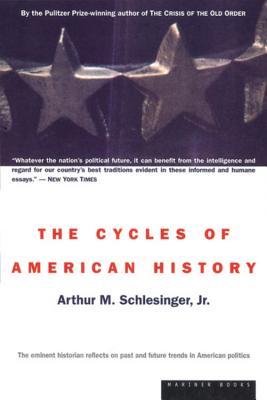 By the Pulitzer Prize-winning author of THE CRISIS OF THE OLD ORDER
"Whatever the nation's political future, it can benefit from the intelligence and
regard for our country's best traditions evident in these informed and humane
essays." — NEW YORK TIMES
THE CYCLES OF
AMERICAN HISTORY
Arthur M. Schlesinger, Jr.
The eminent historian reflects on past and future trends in American politics
MARINER BOOKS